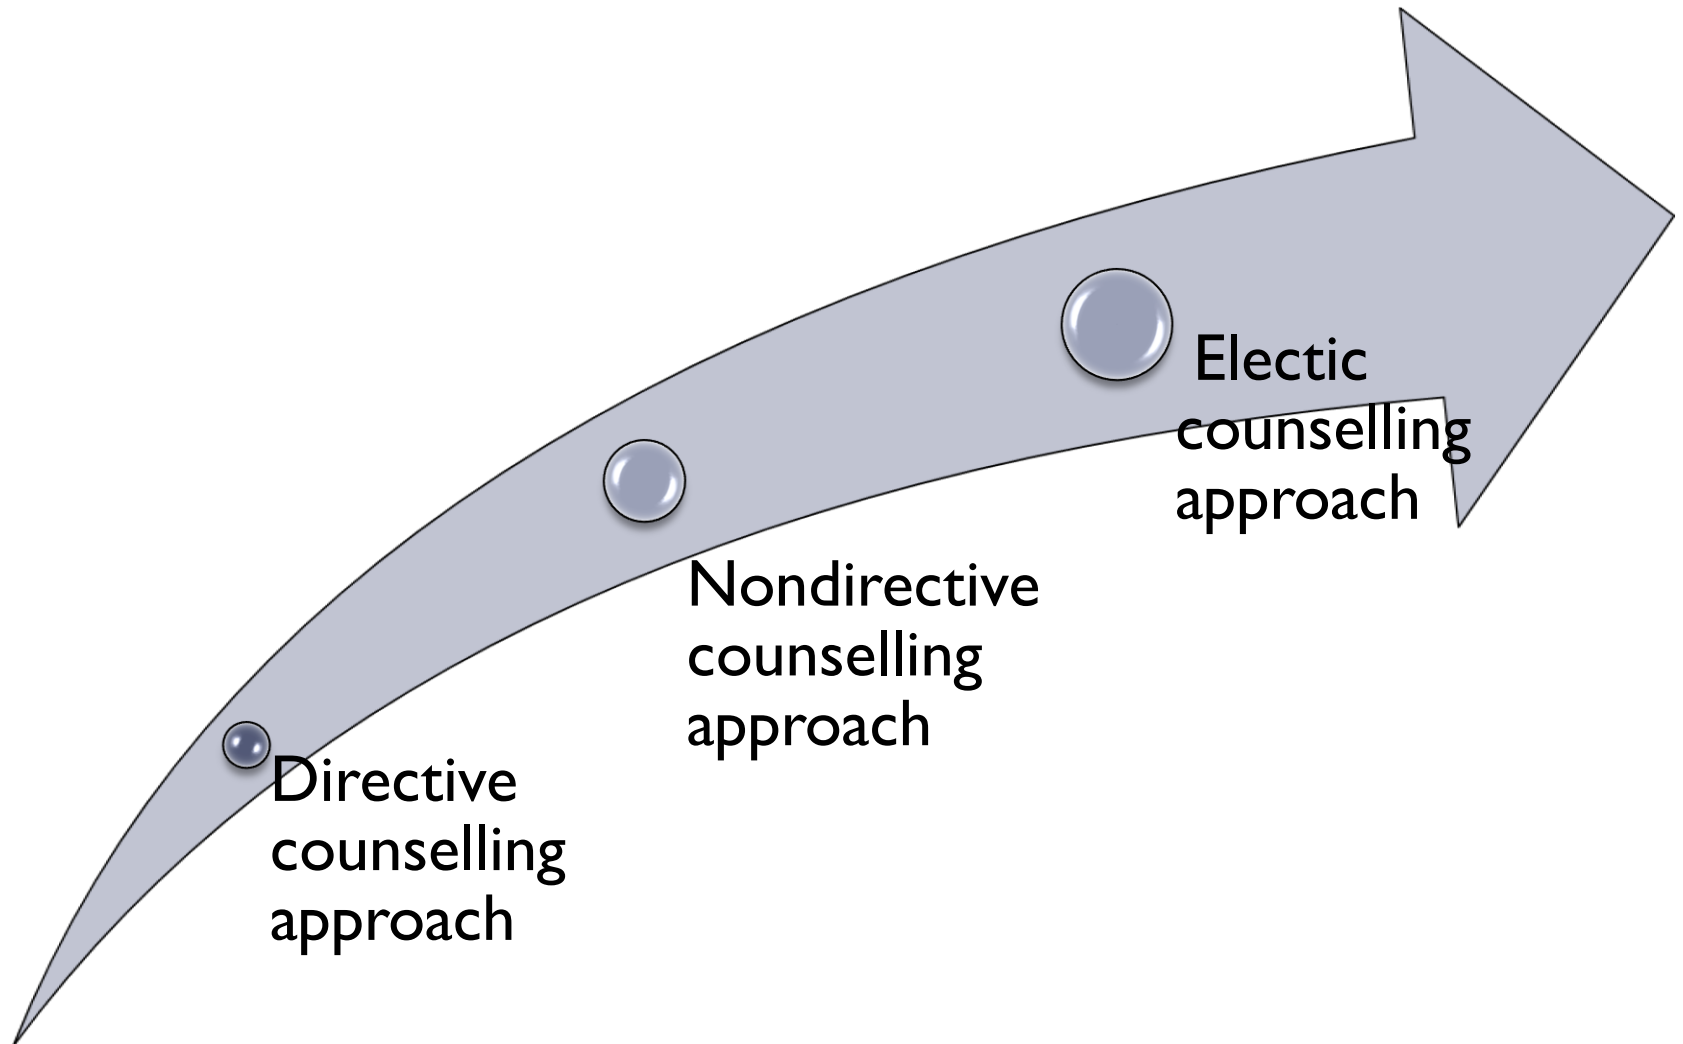 Directive
counselling
approach
Nondirective
counselling
approach
Electic
counselling
approach